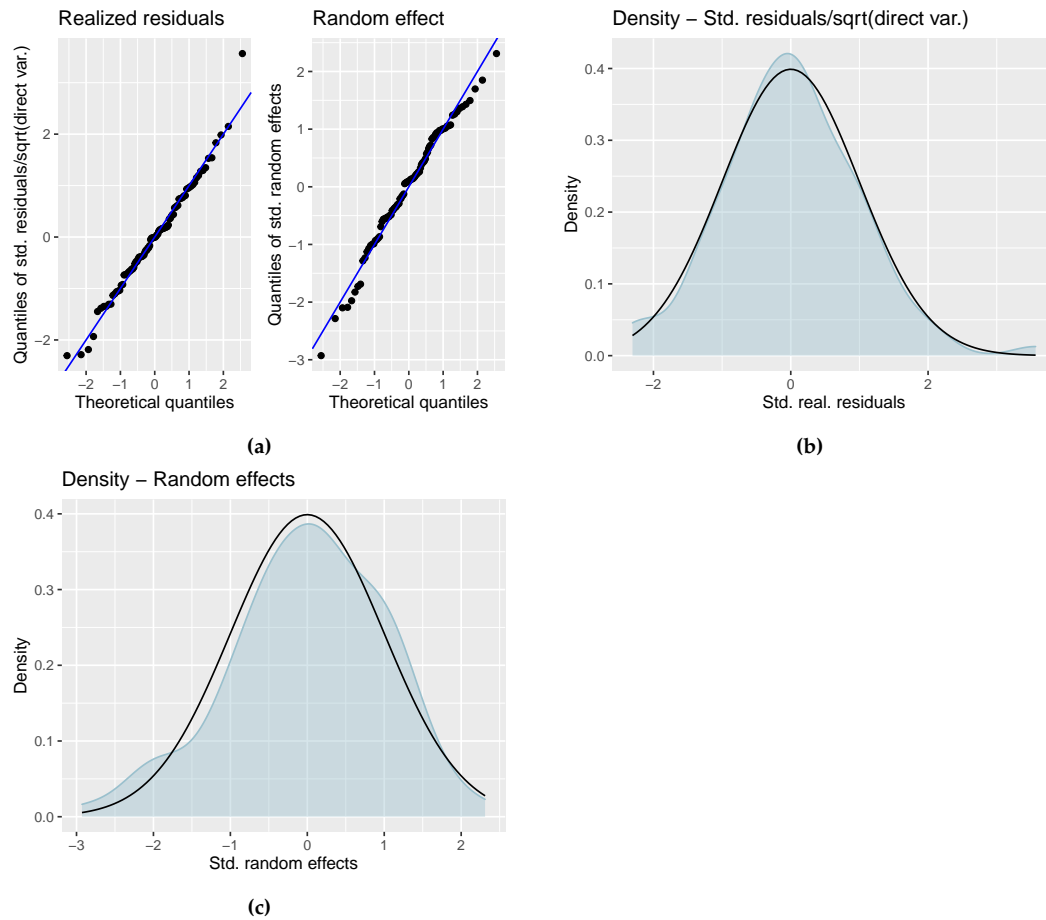 Realized residuals
Quantiles of std. residuals/sqrt(direct var.)
2
0
−2
−2 −1 0 1 2
Theoretical quantiles
Random effect
Quantiles of std. random effects
2
1
0
−1
−2
−3
−2 −1 0 1 2
Theoretical quantiles
(a)
Density − Std. residuals/sqrt(direct var.)
Density
0.4
0.3
0.2
0.1
0.0
−2 0 2
Std. real. residuals
(b)
Density − Random effects
Density
0.4
0.3
0.2
0.1
0.0
−3 −2 −1 0 1 2
Std. random effects
(c)